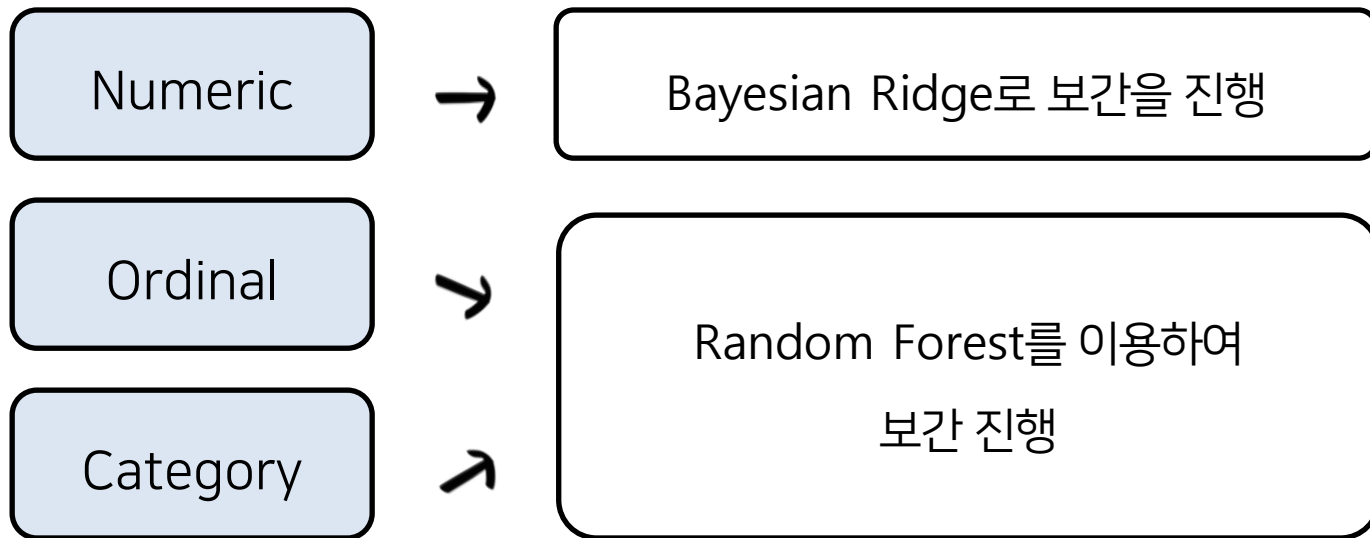 Numeric
Bayesian Ridge로 보간을 진행
Ordinal
Category
Random Forest를 이용하여
보간 진행